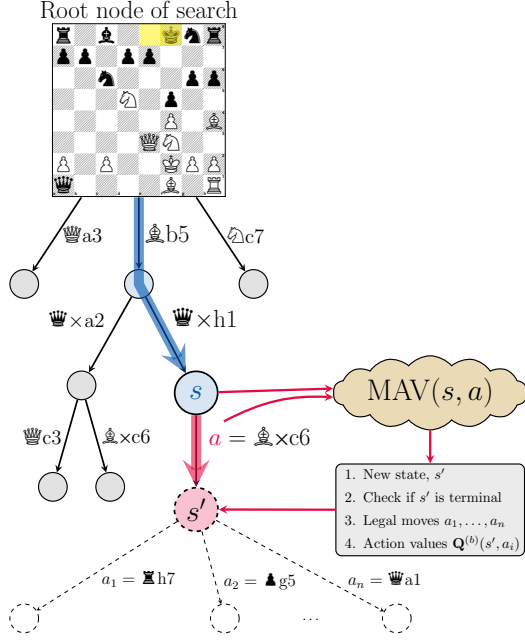 Root node of search
♕a3
♗b5
♘c7
♛×a2
♛×h1
s
MAV(s, a)
♕c3
♗×c6
a = ♗×c6
1. New state, s′
2. Check if s′ is terminal
3. Legal moves a₁, . . . , aₙ
4. Action values Q⁽ᵇ⁾(s′, aᵢ)
s′
a₁ = ♜h7
a₂ = ♟g5
aₙ = ♛a1
...